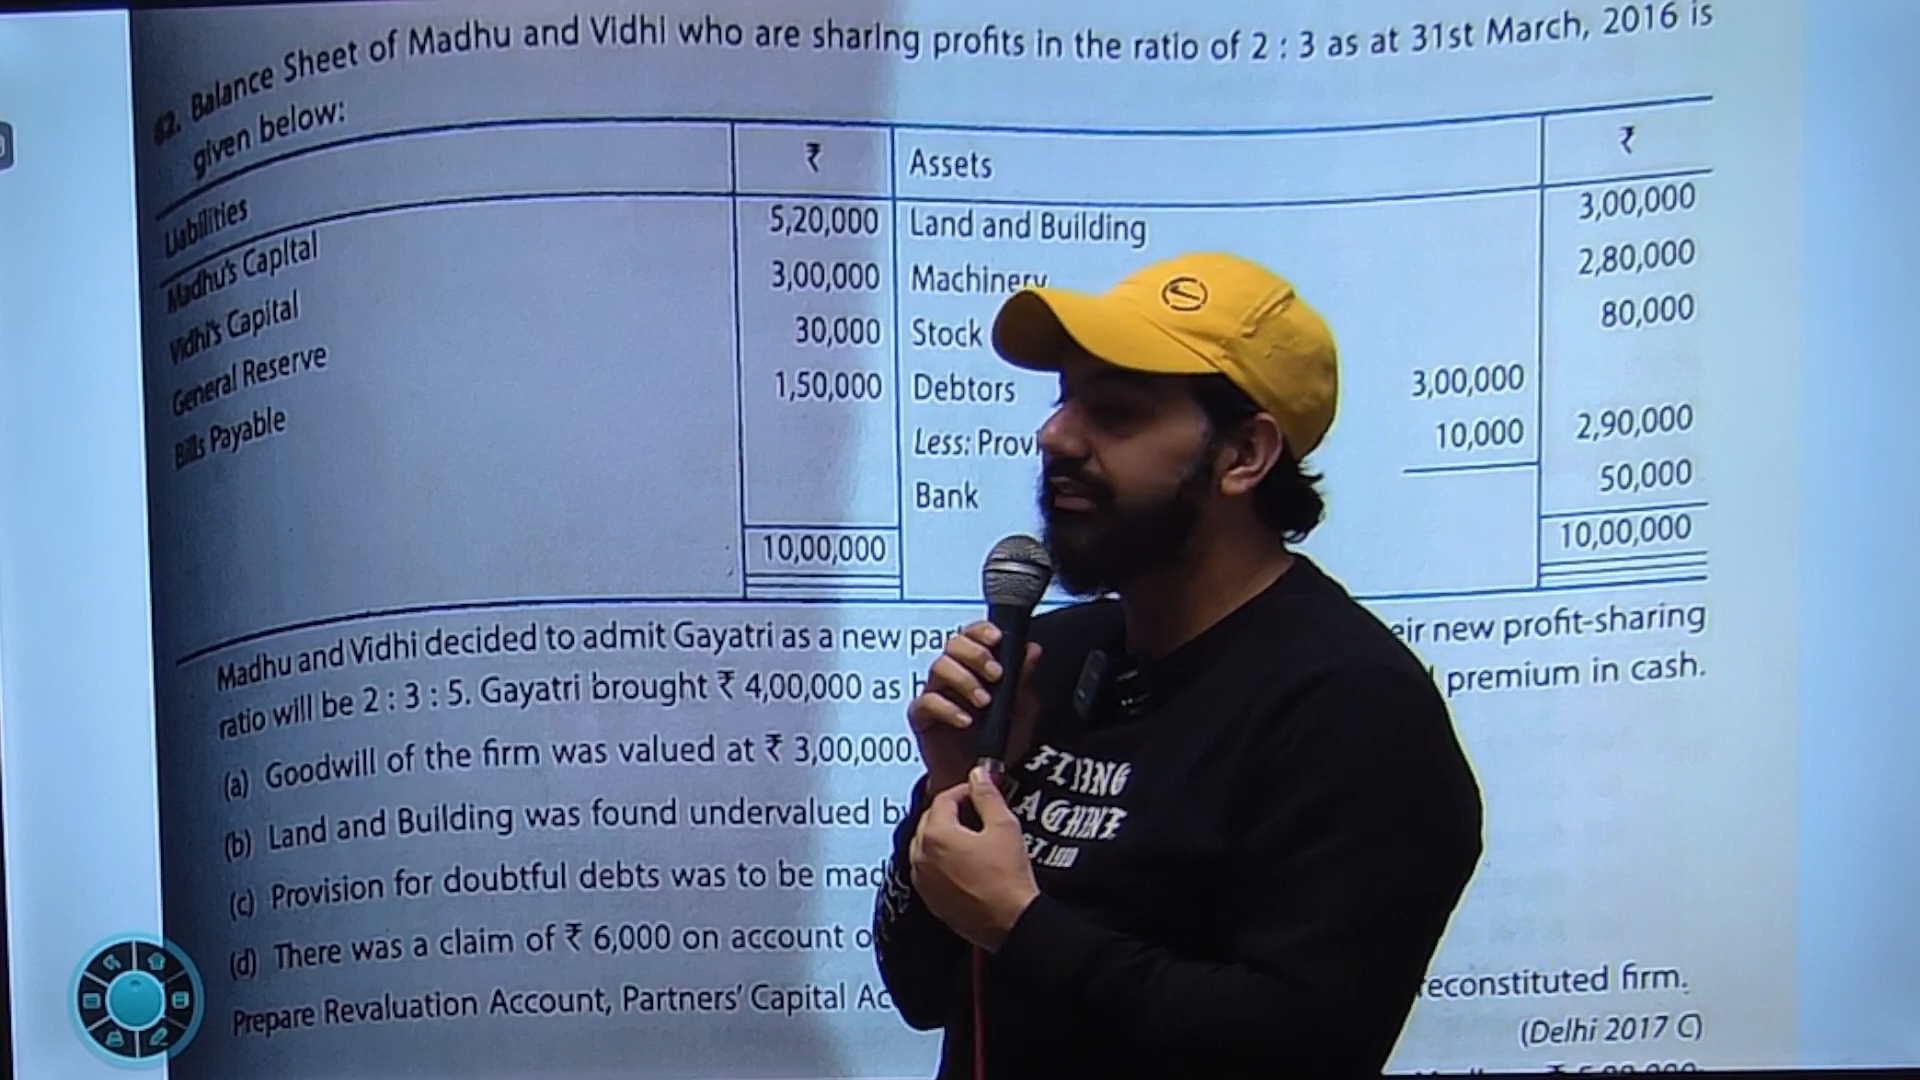 62. Balance Sheet of Madhu and Vidhi who are sharing profits in the ratio of 2 : 3 as at 31st March, 2016 is
given below:
Liabilities ₹ Assets ₹
Madhu's Capital 5,20,000 Land and Building 3,00,000
Vidhi's Capital 3,00,000 Machinery 2,80,000
General Reserve 30,000 Stock 80,000
Bills Payable 1,50,000 Debtors 3,00,000
Less: 10,000 2,90,000
Bank 50,000
10,00,000 10,00,000
Madhu and Vidhi decided to admit Gayatri as a new new profit-sharing
ratio will be 2 : 3 : 5. Gayatri brought ₹ 4,00,000 as premium in cash.
(a) Goodwill of the firm was valued at ₹ 3,00,000.
(b) Land and Building was found undervalued by
(c) Provision for doubtful debts was to be
(d) There was a claim of ₹ 6,000 on account
Prepare Revaluation Account, Partners' Capital reconstituted firm.
(Delhi 2017 C)
FLYING
MACHINE